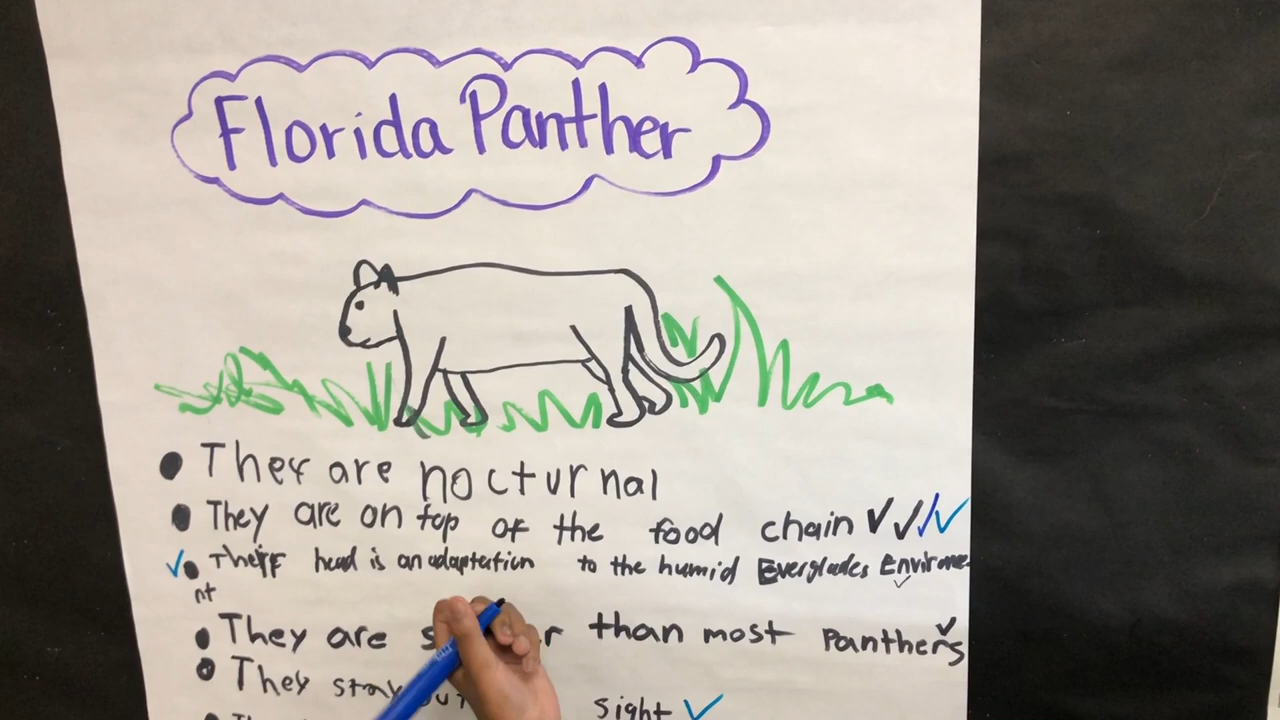 Florida Panther
They are nocturnal
They are on top of the food chain
Their head is an adaptation to the humid Everglades Environme
nt
They are than most Panthers
They stay sight